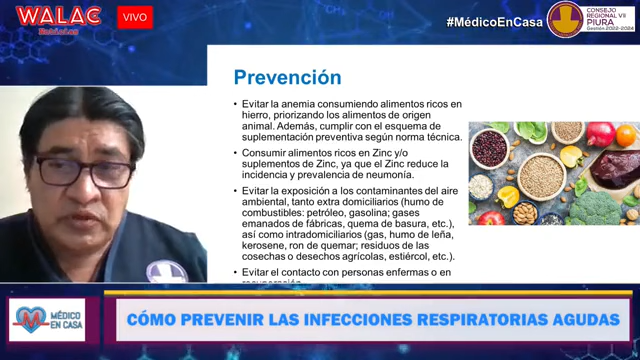 WALAC
Noticias
VIVO
#MédicoEnCasa
CONSEJO
REGIONAL VII
PIURA
Gestión 2022-2024
Prevención
• Evitar la anemia consumiendo alimentos ricos en
hierro, priorizando los alimentos de origen
animal. Además, cumplir con el esquema de
suplementación preventiva según norma técnica.
• Consumir alimentos ricos en Zinc y/o
suplementos de Zinc, ya que el Zinc reduce la
incidencia y prevalencia de neumonía.
• Evitar la exposición a los contaminantes del aire
ambiental, tanto extra domiciliarios (humo de
combustibles: petróleo, gasolina; gases
emanados de fábricas, quema de basura, etc.),
así como intradomiciliarios (gas, humo de leña,
kerosene, ron de quemar; residuos de las
cosechas o desechos agrícolas, estiércol, etc.).
• Evitar el contacto con personas enfermas o en
MÉDICO
EN CASA
CÓMO PREVENIR LAS INFECCIONES RESPIRATORIAS AGUDAS